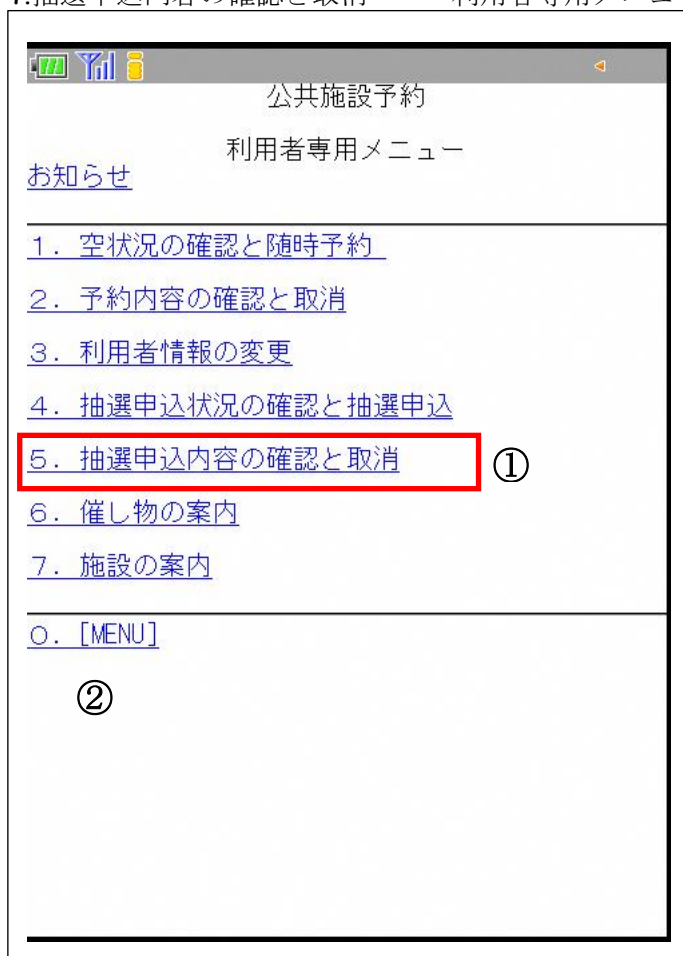 公共施設予約
利用者専用メニュー
お知らせ
1. 空状況の確認と随時予約
2. 予約内容の確認と取消
3. 利用者情報の変更
4. 抽選申込状況の確認と抽選申込
5. 抽選申込内容の確認と取消 ①
6. 催し物の案内
7. 施設の案内
0. [MENU]
②